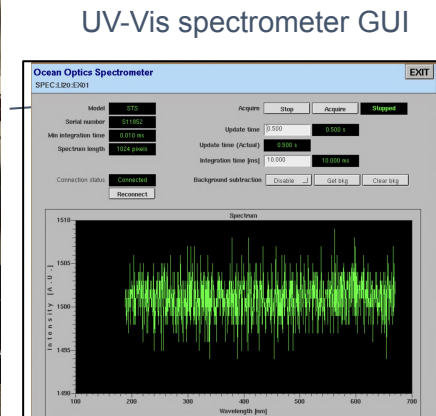 UV-Vis spectrometer GUI
Ocean Optics Spectrometer
EXIT
SPEC:LI20:EX01
Model STS
Serial number S11852
Min integration time 0.010 ms
Spectrum length 1024 pixels
Connection status Connected
Reconnect
Acquire Stop Acquire Stopped
Update time 0.500 0.500 s
Update time (Actual) 0.500 s
Integration time [ms] 10.000 10.000 ms
Background subtraction Disable Get bkg Clear bkg
Spectrum
Intensity [A.U.]
1510
1505
1500
1495
1490
100 200 300 400 500 600 700
Wavelength [nm]